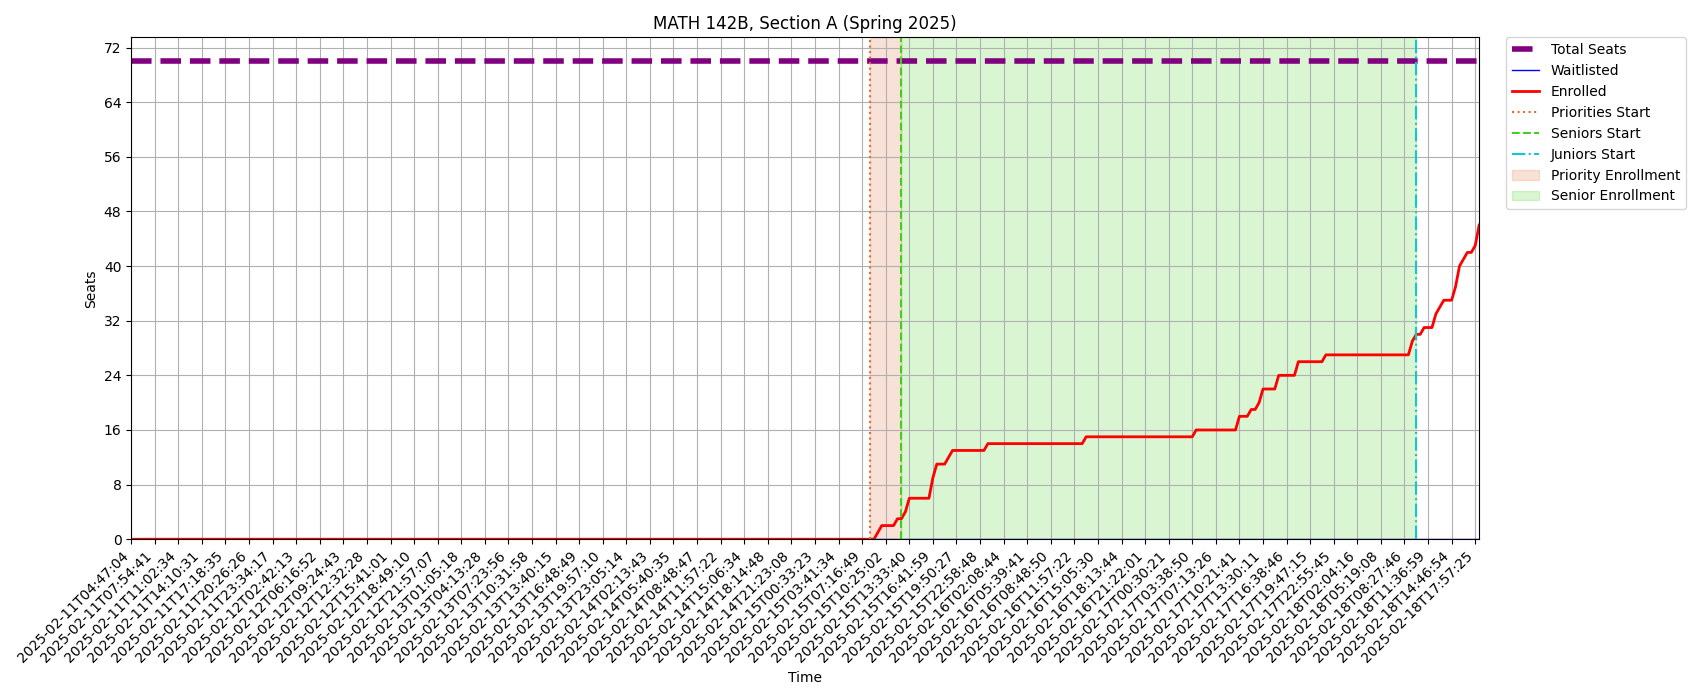 MATH 142B, Section A (Spring 2025)
72
64
56
48
40
32
24
16
8
0
Seats
Total Seats
Waitlisted
Enrolled
Priorities Start
Seniors Start
Juniors Start
Priority Enrollment
Senior Enrollment
2025-02-11T04:47:04
2025-02-11T07:54:41
2025-02-11T11:02:34
2025-02-11T14:10:31
2025-02-11T17:18:35
2025-02-11T20:26:26
2025-02-11T23:34:17
2025-02-12T02:42:13
2025-02-12T06:16:52
2025-02-12T09:24:43
2025-02-12T12:32:28
2025-02-12T15:41:01
2025-02-12T18:49:10
2025-02-12T21:57:07
2025-02-13T01:05:18
2025-02-13T04:13:28
2025-02-13T07:23:56
2025-02-13T10:31:58
2025-02-13T13:40:15
2025-02-13T16:48:49
2025-02-13T19:57:10
2025-02-13T23:05:14
2025-02-14T02:13:43
2025-02-14T05:40:35
2025-02-14T08:48:47
2025-02-14T11:57:22
2025-02-14T15:06:34
2025-02-14T18:14:48
2025-02-14T21:23:08
2025-02-15T00:33:23
2025-02-15T03:41:34
2025-02-15T07:16:49
2025-02-15T10:25:02
2025-02-15T13:33:40
2025-02-15T16:41:59
2025-02-15T19:50:27
2025-02-15T22:58:48
2025-02-16T02:08:44
2025-02-16T05:39:41
2025-02-16T08:48:50
2025-02-16T11:57:22
2025-02-16T15:05:30
2025-02-16T18:13:44
2025-02-16T21:22:01
2025-02-17T00:30:21
2025-02-17T03:38:50
2025-02-17T07:13:26
2025-02-17T10:21:41
2025-02-17T13:30:11
2025-02-17T16:38:46
2025-02-17T19:47:15
2025-02-17T22:55:45
2025-02-18T02:04:16
2025-02-18T05:19:08
2025-02-18T08:27:46
2025-02-18T11:36:59
2025-02-18T14:46:54
2025-02-18T17:57:25
Time